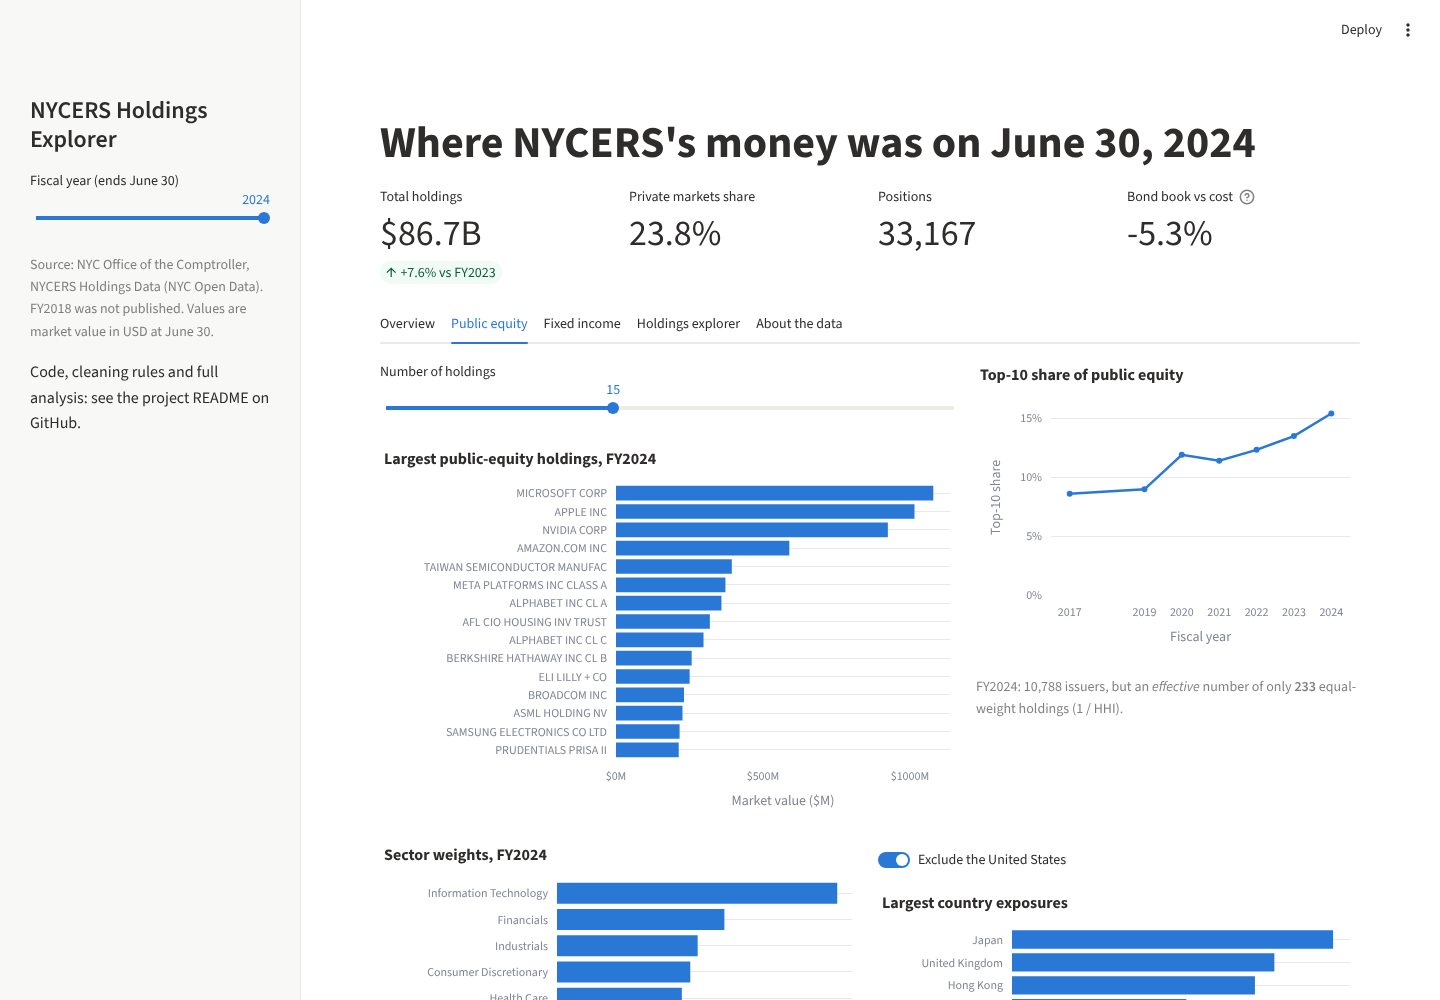 Deploy
NYCERS Holdings
Explorer
Fiscal year (ends June 30)
2024
Source: NYC Office of the Comptroller,
NYCERS Holdings Data (NYC Open Data).
FY2018 was not published. Values are
market value in USD at June 30.
Code, cleaning rules and full
analysis: see the project README on
GitHub.
Where NYCERS's money was on June 30, 2024
Total holdings
$86.7B
↑ +7.6% vs FY2023
Private markets share
23.8%
Positions
33,167
Bond book vs cost
-5.3%
Overview Public equity Fixed income Holdings explorer About the data
Number of holdings
15
Largest public-equity holdings, FY2024
MICROSOFT CORP
APPLE INC
NVIDIA CORP
AMAZON.COM INC
TAIWAN SEMICONDUCTOR MANUFAC
META PLATFORMS INC CLASS A
ALPHABET INC CL A
AFL CIO HOUSING INV TRUST
ALPHABET INC CL C
BERKSHIRE HATHAWAY INC CL B
ELI LILLY + CO
BROADCOM INC
ASML HOLDING NV
SAMSUNG ELECTRONICS CO LTD
PRUDENTIALS PRISA II
$0M $500M $1000M
Market value ($M)
Top-10 share of public equity
15%
10%
5%
0%
Top-10 share
2017 2019 2020 2021 2022 2023 2024
Fiscal year
FY2024: 10,788 issuers, but an effective number of only 233 equal-
weight holdings (1 / HHI).
Sector weights, FY2024
Information Technology
Financials
Industrials
Consumer Discretionary
Health Care
Exclude the United States
Largest country exposures
Japan
United Kingdom
Hong Kong